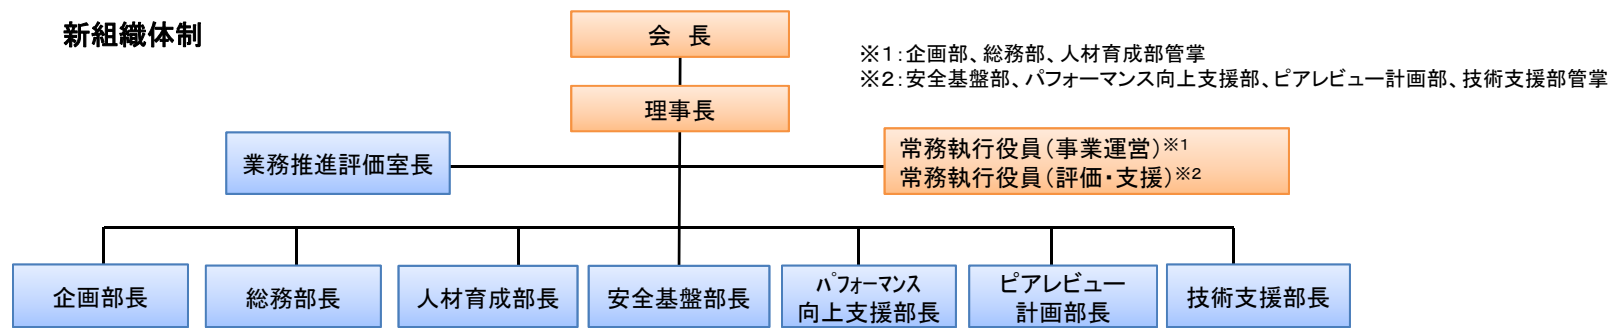 新組織体制
会 長
※1:企画部、総務部、人材育成部管掌
※2:安全基盤部、パフォーマンス向上支援部、ピアレビュー計画部、技術支援部管掌
理事長
業務推進評価室長
常務執行役員(事業運営)※1
常務執行役員(評価・支援)※2
企画部長
総務部長
人材育成部長
安全基盤部長
パフォーマンス
向上支援部長
ピアレビュー
計画部長
技術支援部長